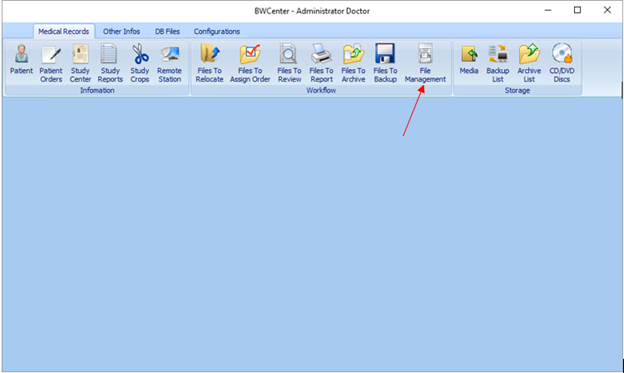 BWCenter - Administrator Doctor
Medical Records Other Infos DB Files Configurations
Patient Patient Orders Study Center Study Reports Study Crops Remote Station Files To Relocate Files To Assign Order Files To Review Files To Report Files To Archive Files To Backup File Management Media Backup List Archive List CD/DVD Discs
Infomation Workflow Storage